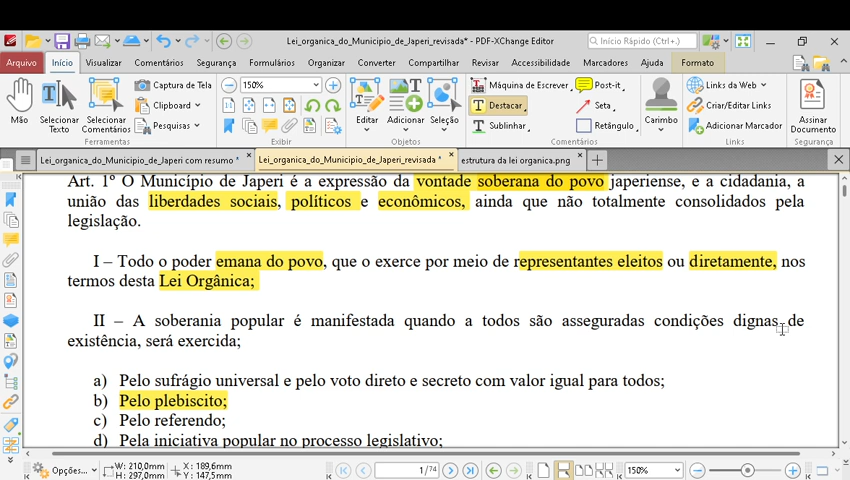 Lei_organica_do_Municipio_de_Japeri_revisada* - PDF-XChange Editor
Início Rápido (Ctrl+.)
Arquivo Início Visualizar Comentários Segurança Formulários Organizar Converter Compartilhar Revisar Acessibilidade Marcadores Ajuda Formato
Mão
Selecionar Texto
Selecionar Comentários
Captura de Tela
Clipboard
Pesquisas
Ferramentas
150%
Exibir
Editar
Adicionar
Seleção
Objetos
Máquina de Escrever
Destacar
Sublinhar
Post-it
Seta
Retângulo
Carimbo
Comentários
Links da Web
Criar/Editar Links
Adicionar Marcador
Links
Assinar Documento
Segurança
Lei_organica_do_Municipio_de_Japeri com resumo * Lei_organica_do_Municipio_de_Japeri_revisada * estrutura da lei organica.png
Art. 1º O Município de Japeri é a expressão da vontade soberana do povo japeriense, e a cidadania, a
união das liberdades sociais, políticos e econômicos, ainda que não totalmente consolidados pela
legislação.
I – Todo o poder emana do povo, que o exerce por meio de representantes eleitos ou diretamente, nos
termos desta Lei Orgânica;
II – A soberania popular é manifestada quando a todos são asseguradas condições dignas de
existência, será exercida;
a) Pelo sufrágio universal e pelo voto direto e secreto com valor igual para todos;
b) Pelo plebiscito;
c) Pelo referendo;
d) Pela iniciativa popular no processo legislativo;
Opções...
W: 210,0mm
H: 297,0mm
X: 189,6mm
Y: 147,5mm
1/74
150%